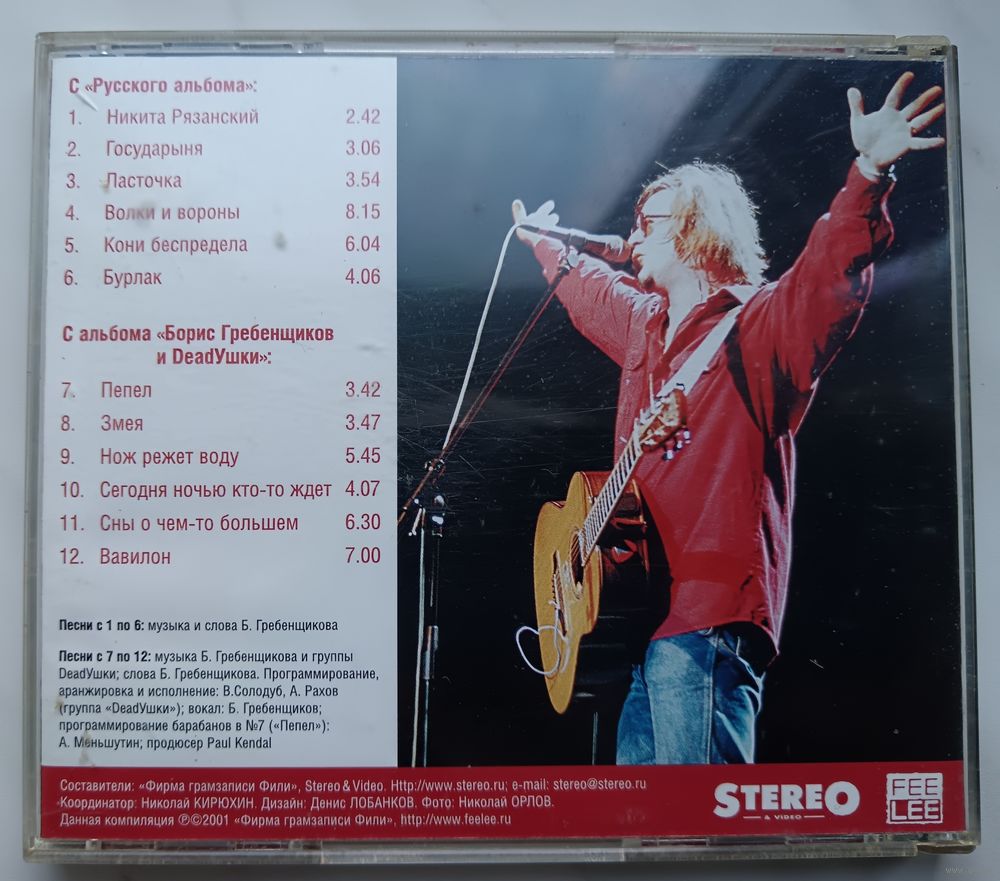 С «Русского альбома»:
1. Никита Рязанский 2.42
2. Государыня 3.06
3. Ласточка 3.54
4. Волки и вороны 8.15
5. Кони беспредела 6.04
6. Бурлак 4.06
С альбома «Борис Гребенщиков
и DeadУшки»:
7. Пепел 3.42
8. Змея 3.47
9. Нож режет воду 5.45
10. Сегодня ночью кто-то ждет 4.07
11. Сны о чем-то большем 6.30
12. Вавилон 7.00
Песни с 1 по 6: музыка и слова Б. Гребенщикова
Песни с 7 по 12: музыка Б. Гребенщикова и группы
DeadУшки; слова Б. Гребенщикова. Программирование,
аранжировка и исполнение: В.Солодуб, А. Рахов
(группа «DeadУшки»); вокал: Б. Гребенщиков;
программирование барабанов в №7 («Пепел»):
А. Меньшутин; продюсер Paul Kendal
Составители: «Фирма грамзаписи Фили», Stereo & Video. Http://www.stereo.ru; e-mail: stereo@stereo.ru
Координатор: Николай КИРЮХИН. Дизайн: Денис ЛОБАНКОВ. Фото: Николай ОРЛОВ.
Данная компиляция ℗©2001 «Фирма грамзаписи Фили», http://www.feelee.ru
STEREO
& VIDEO
FEE
LEE